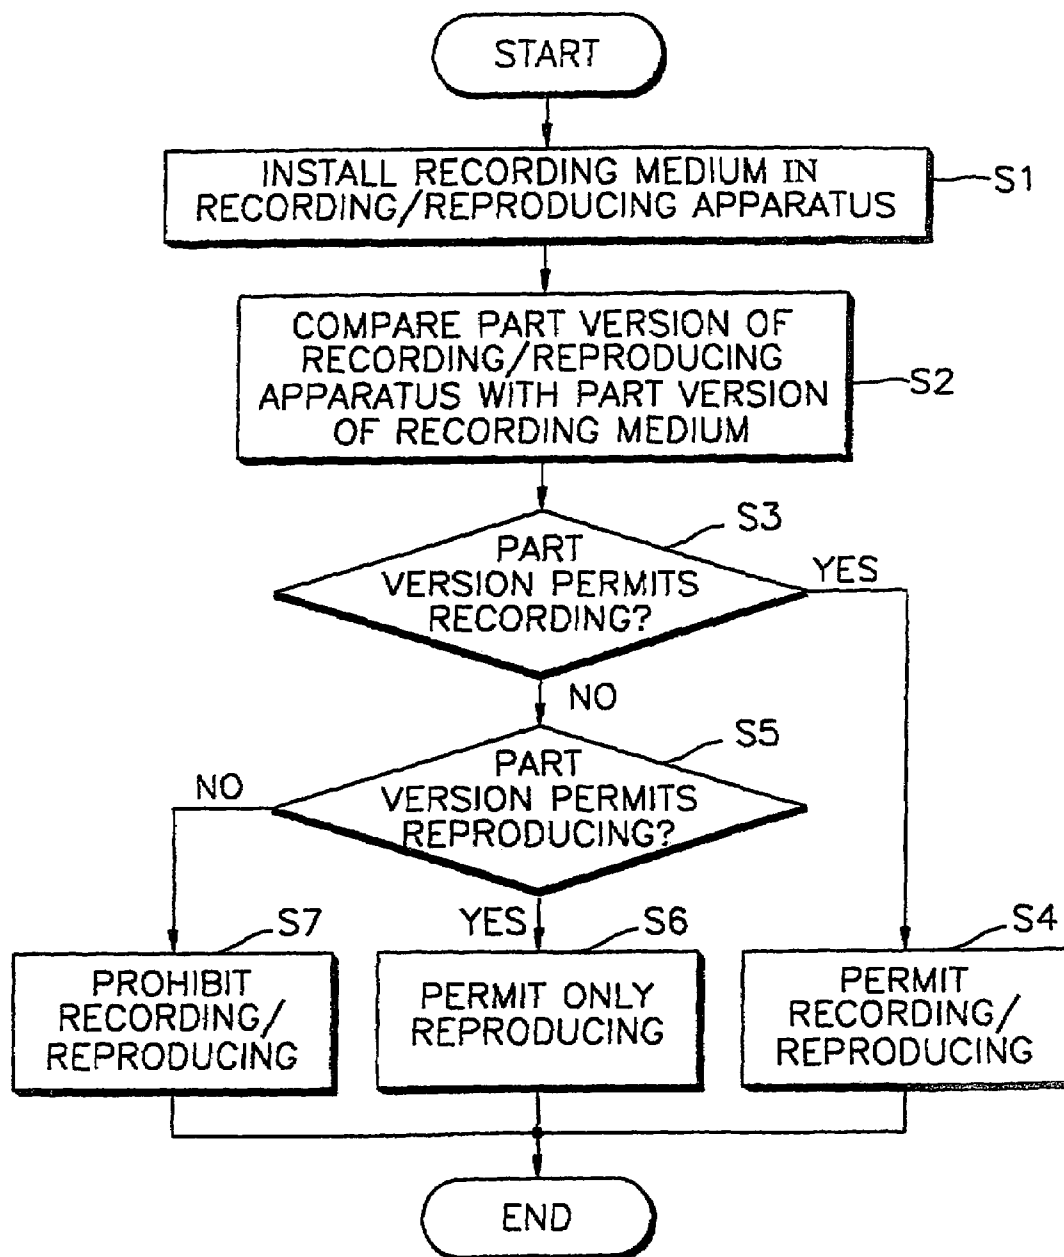 START
INSTALL RECORDING MEDIUM IN
RECORDING/REPRODUCING APPARATUS
S1
COMPARE PART VERSION OF
RECORDING/REPRODUCING
APPARATUS WITH PART VERSION
OF RECORDING MEDIUM
S2
S3
PART
VERSION PERMITS
RECORDING?
YES
NO
S5
PART
VERSION PERMITS
REPRODUCING?
NO
YES
S7
PROHIBIT
RECORDING/
REPRODUCING
S6
PERMIT ONLY
REPRODUCING
S4
PERMIT
RECORDING/
REPRODUCING
END